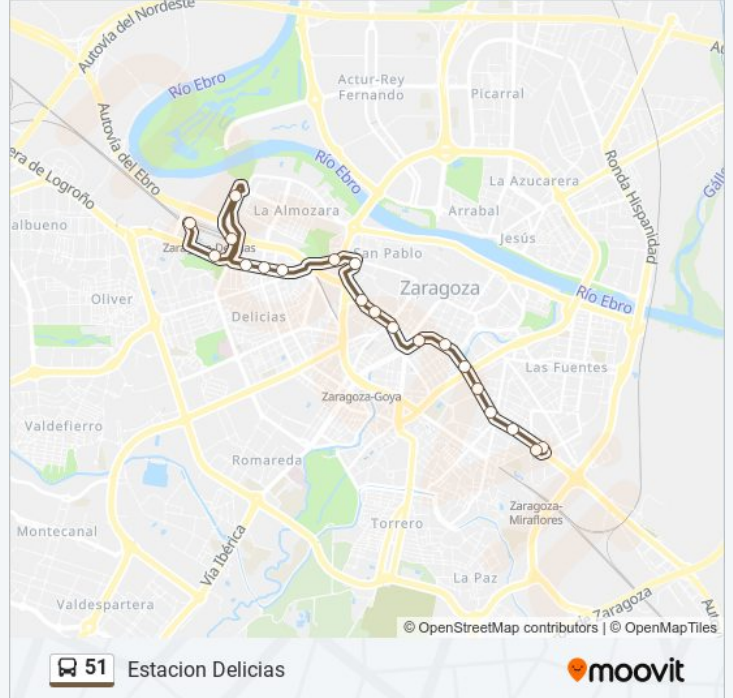 Autovía del Nordeste
Río Ebro
Actur-Rey
Fernando
Picarral
Autovía del Ebro
era de Logroño
Río Ebro
Ronda Hispanidad
La Azucarera
La Almozara
Arrabal
albueno
Jesús
San Pablo
Zaragoza
Río Ebro
Oliver
Delicias
Las Fuentes
Zaragoza-Goya
Valdefierro
Romareda
Zaragoza-
Miraflores
Montecanal
Torrero
Vía Ibérica
La Paz
Valdespartera
Zaragoza
© OpenStreetMap contributors | © OpenMapTiles
51 Estacion Delicias
moovit